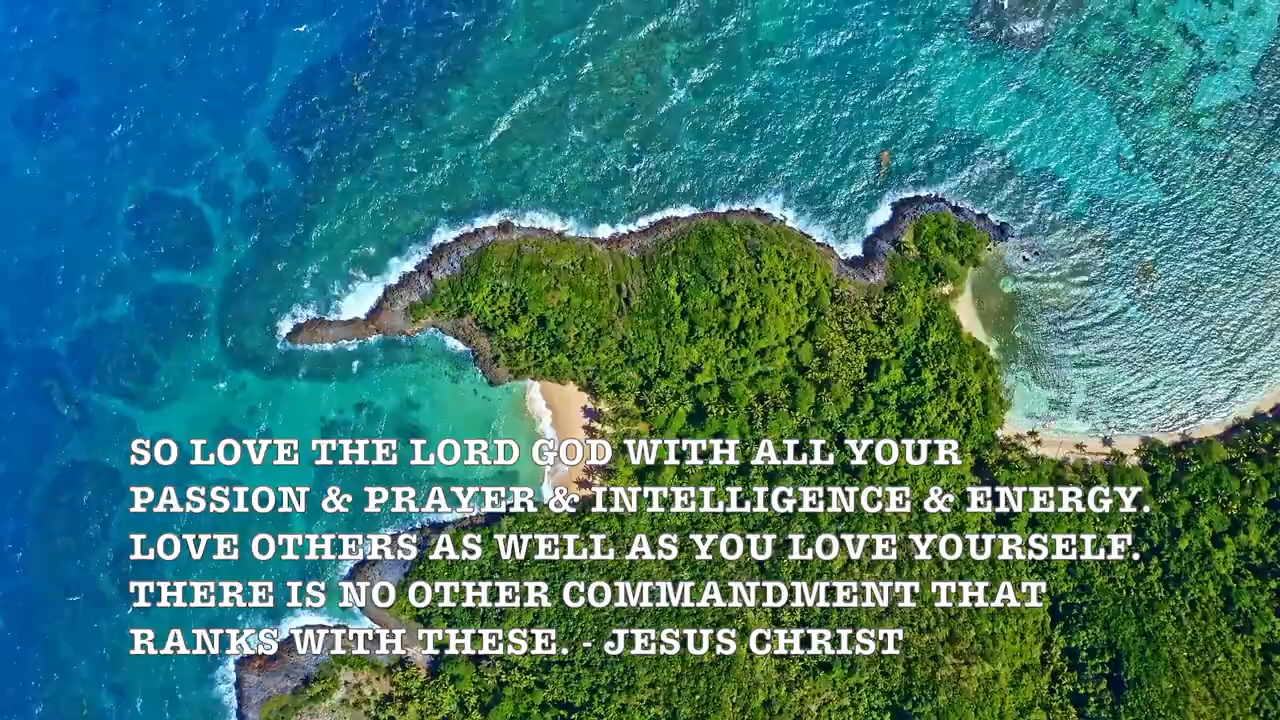 SO LOVE THE LORD GOD WITH ALL YOUR
PASSION & PRAYER & INTELLIGENCE & ENERGY.
LOVE OTHERS AS WELL AS YOU LOVE YOURSELF.
THERE IS NO OTHER COMMANDMENT THAT
RANKS WITH THESE. - JESUS CHRIST